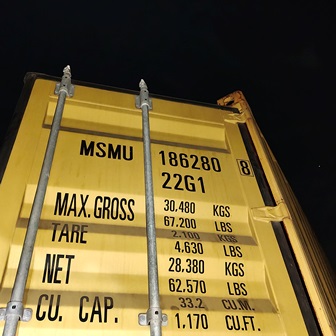 MSMU 186280 8
22G1
MAX. GROSS 30,480 KGS
67,200 LBS
TARE 2,100 KGS
4,630 LBS
NET 28,380 KGS
62,570 LBS
CU. CAP. 33.2 CU.M.
1,170 CU.FT.